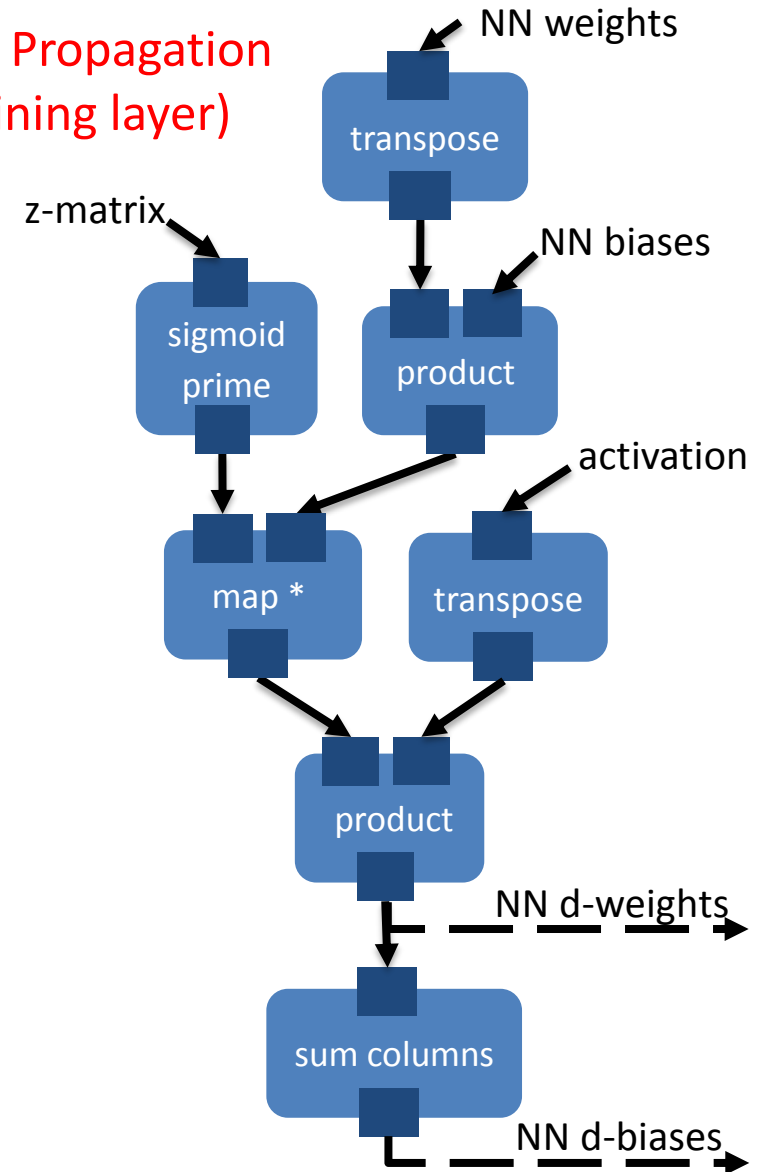 NN weights
Propagation
ning layer)
transpose
z-matrix
NN biases
sigmoid
prime
product
activation
map *
transpose
product
NN d-weights
sum columns
NN d-biases